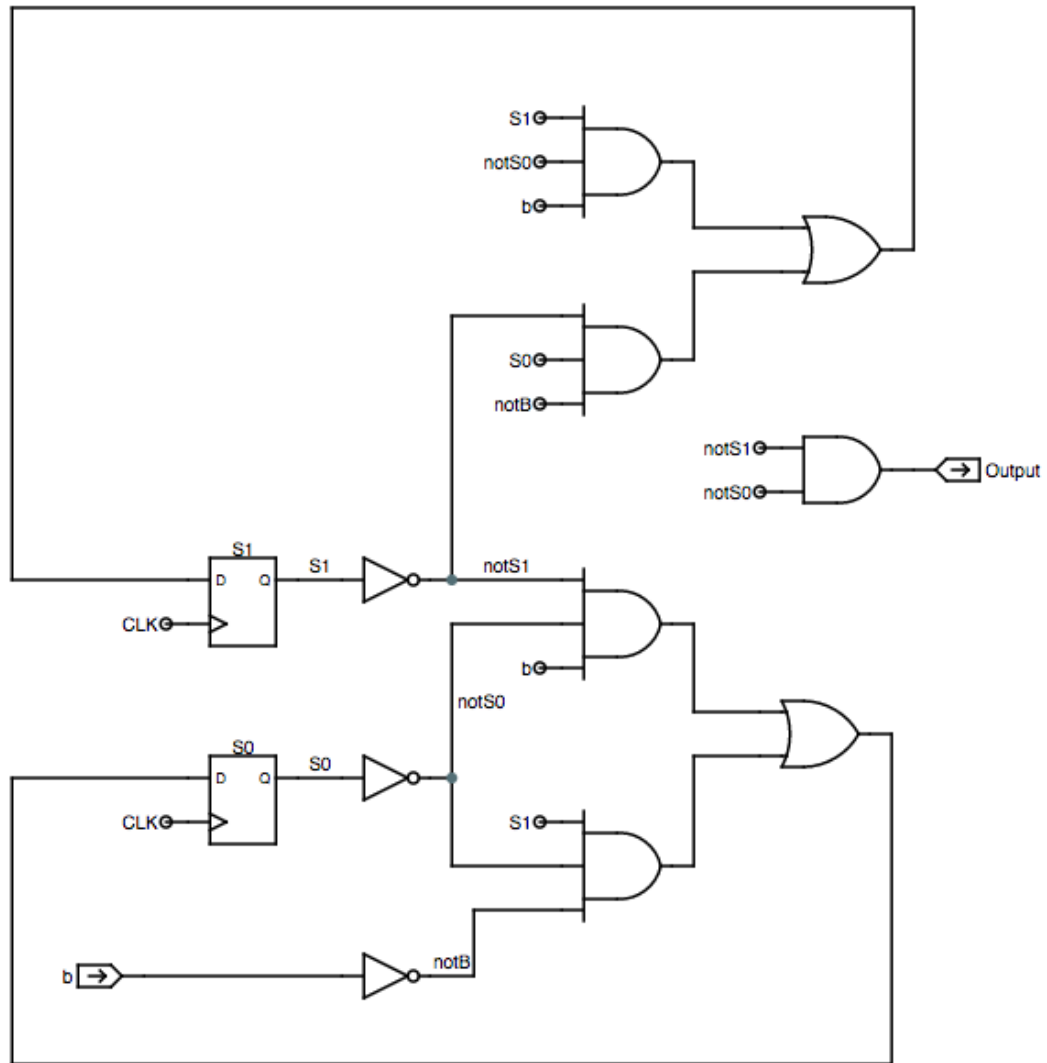 S1
notS0
b
S0
notB
notS1
notS0
Output
S1
D Q
S1
notS1
CLK
b
notS0
S0
D Q
S0
CLK
S1
notB
b